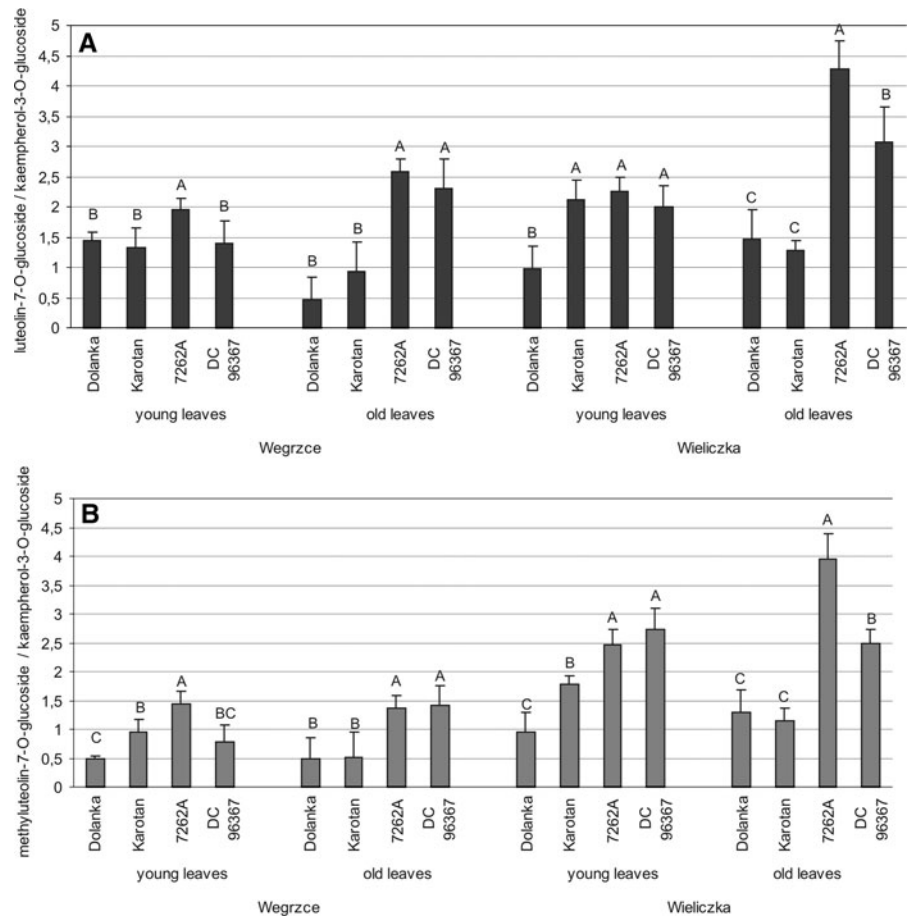 A
luteolin-7-O-glucoside / kaempherol-3-O-glucoside
5
4,5
4
3,5
3
2,5
2
1,5
1
0,5
0
B B A B B B A A B A A A C C A B
Dolanka Karotan 7262A DC 96367 Dolanka Karotan 7262A DC 96367 Dolanka Karotan 7262A DC 96367 Dolanka Karotan 7262A DC 96367
young leaves old leaves young leaves old leaves
Wegrzce Wieliczka
B
methyluteolin-7-O-glucoside / kaempherol-3-O-glucoside
5
4,5
4
3,5
3
2,5
2
1,5
1
0,5
0
C B A BC B B A A C B A A C C A B
Dolanka Karotan 7262A DC 96367 Dolanka Karotan 7262A DC 96367 Dolanka Karotan 7262A DC 96367 Dolanka Karotan 7262A DC 96367
young leaves old leaves young leaves old leaves
Wegrzce Wieliczka